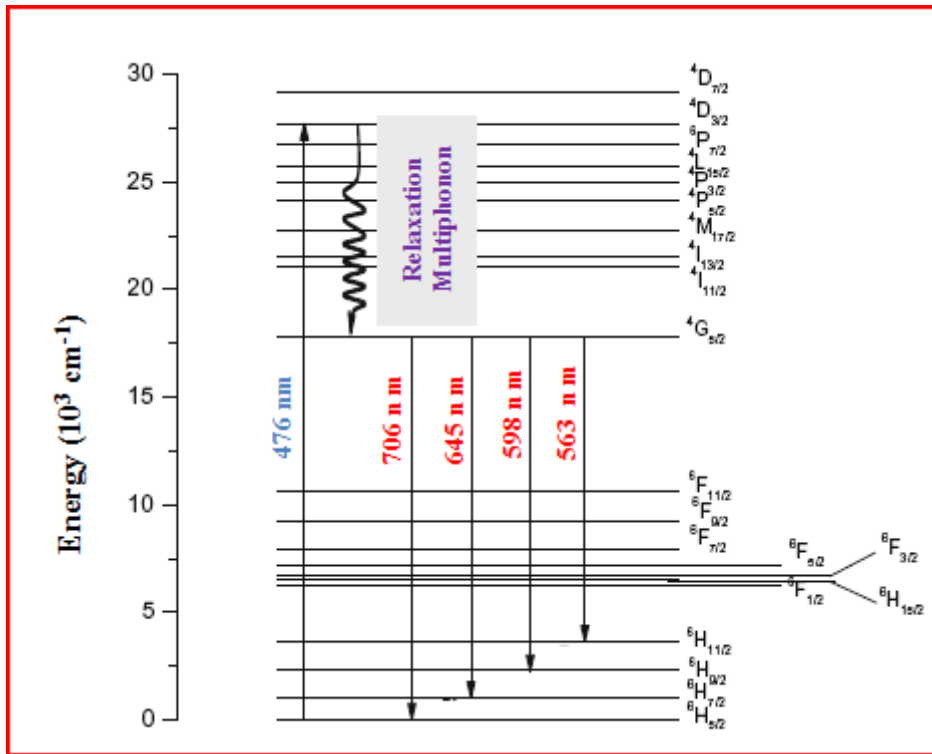 30
25
20
15
10
5
0
Energy (10³ cm⁻¹)
476 nm
Relaxation
Multiphonon
706 n m
645 n m
598 n m
563 n m
⁴D₇/₂
⁴D₃/₂
⁶P₇/₂
⁴L₁₅/₂
⁴P₃/₂
⁴P₅/₂
⁴M₁₇/₂
⁴I₁₃/₂
⁴I₁₁/₂
⁴G₅/₂
⁶F₁₁/₂
⁶F₉/₂
⁶F₇/₂
⁶F₅/₂
⁶F₃/₂
⁶F₁/₂
⁶H₁₅/₂
⁶H₁₁/₂
⁶H₉/₂
⁶H₇/₂
⁶H₅/₂